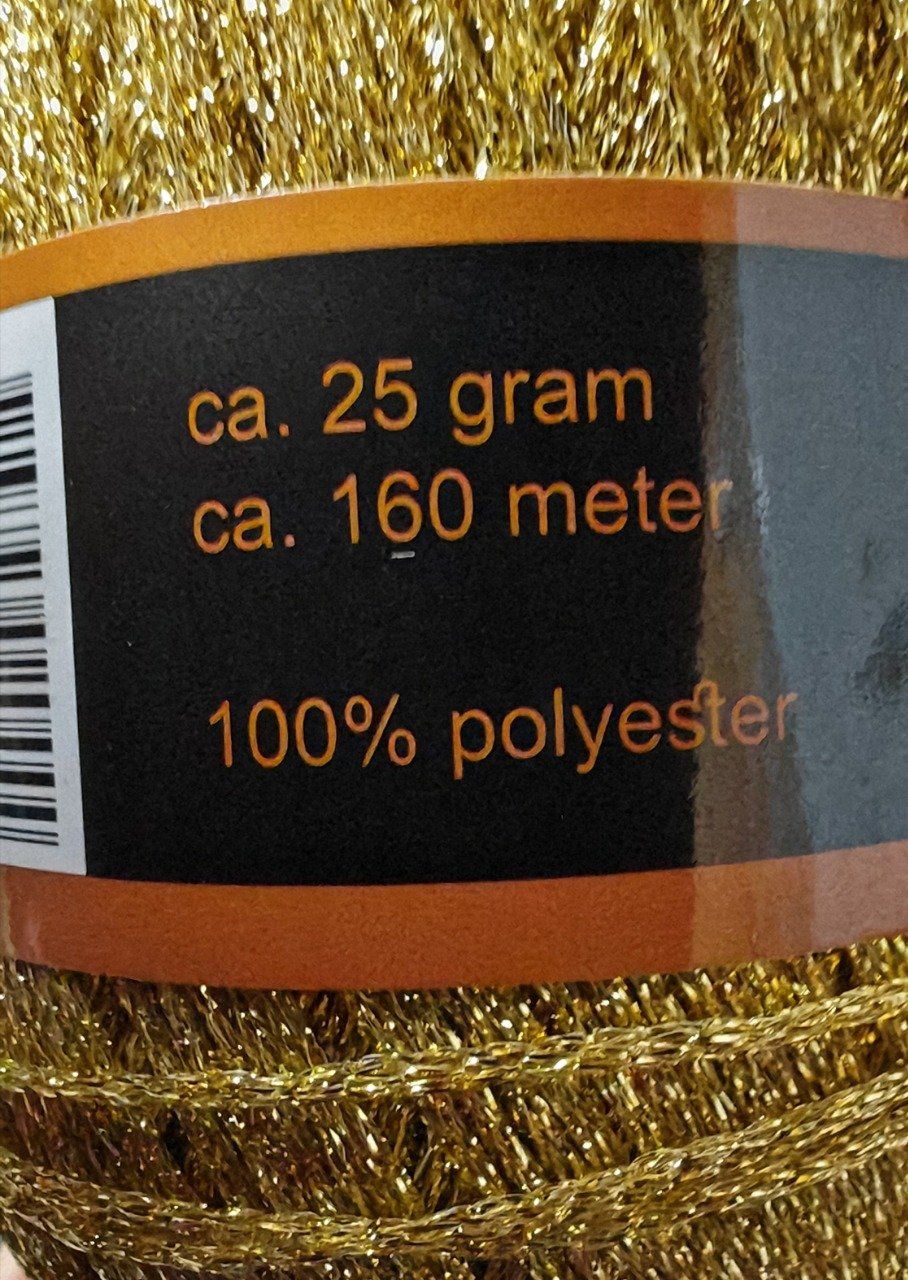 ca. 25 gram
ca. 160 meter
100% polyester